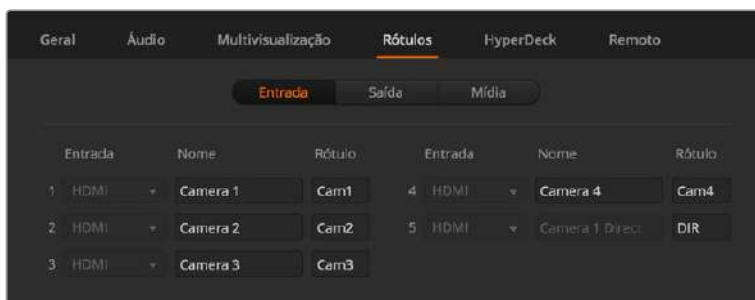 Geral Áudio Multivisualização Rótulos HyperDeck Remoto
Entrada Saída Mídia
Entrada Nome Rótulo Entrada Nome Rótulo
1 HDMI Camera 1 Cam1 4 HDMI Camera 4 Cam4
2 HDMI Camera 2 Cam2 5 HDMI Camera 1 Direct DIR
3 HDMI Camera 3 Cam3